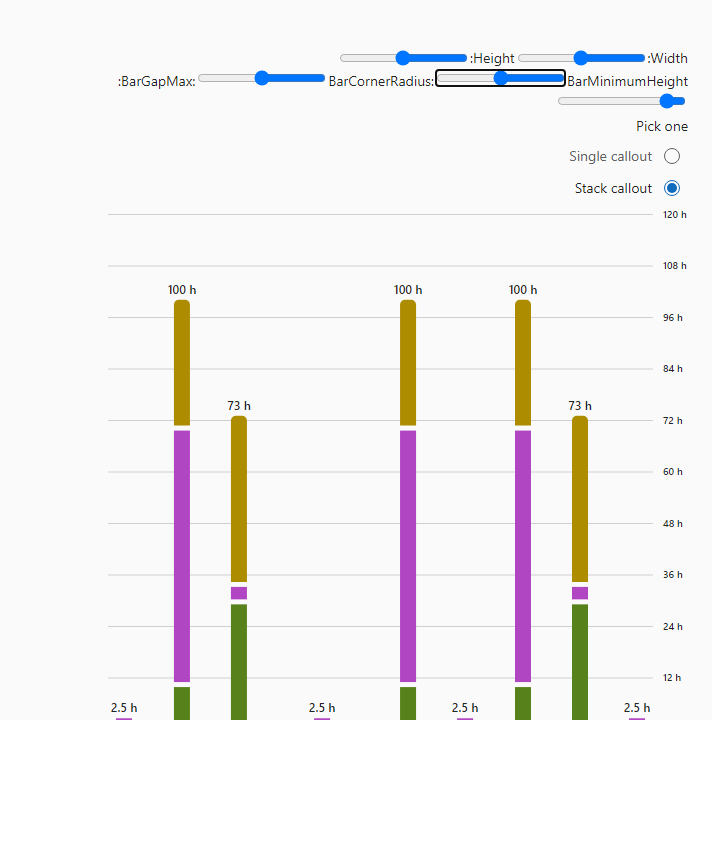 :Height :Width
:BarGapMax: BarCornerRadius: BarMinimumHeight
Pick one
Single callout
Stack callout
120 h
108 h
100 h 100 h 100 h
96 h
84 h
73 h 73 h
72 h
60 h
48 h
36 h
24 h
12 h
2.5 h 2.5 h 2.5 h 2.5 h